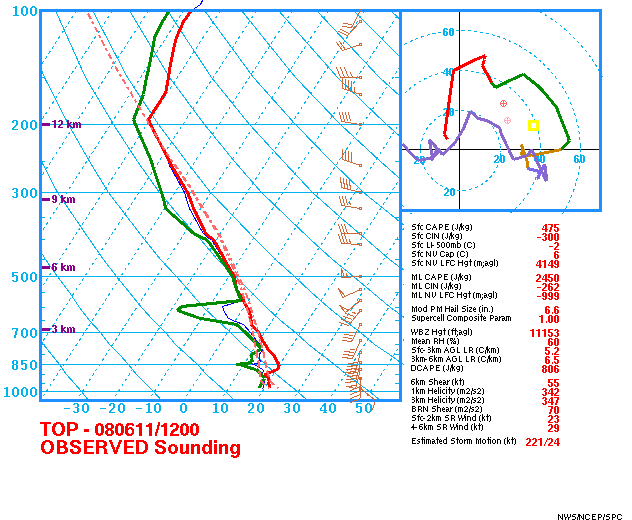 100
200
300
400
500
700
850
1000
12 km
9 km
6 km
3 km
-30 -20 -10 0 10 20 30 40 50
TOP - 080611/1200
OBSERVED Sounding
60
40
20
20 20 40 60
20
Sfc CAPE (J/kg) 475
Sfc CIN (J/kg) -300
Sfc LI-500mb (C) -2
Sfc NV Cap (C) 6
Sfc NV LFC Hgt (m;agl) 4149
ML CAPE (J/kg) 2450
ML CIN (J/kg) -262
ML NV LFC Hgt (m;agl) -999
Mod PM Hail Size (in.) 6.6
Supercell Composite Param 1.00
WBZ Hgt (ft;agl) 11153
Mean RH (%) 60
Sfc-3km AGL LR (C/km) 5.2
3km-6km AGL LR (C/km) 6.5
DCAPE (J/kg) 806
6km Shear (kt) 55
1km Helicity (m2/s2) 342
3km Helicity (m2/s2) 347
BRN Shear (m2/s2) 70
Sfc-2km SR Wind (kt) 23
4-6km SR Wind (kt) 29
Estimated Storm Motion (kt) 221/24
NWS/NCEP/SPC